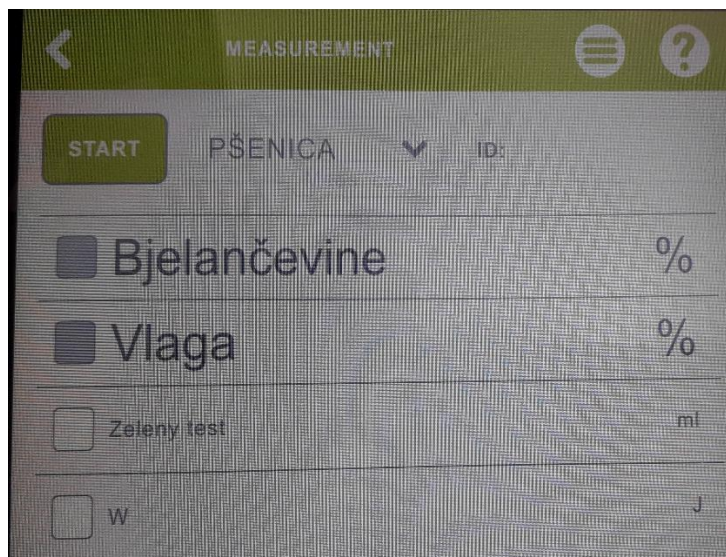 MEASUREMENT
START PŠENICA ID:
Bjelančevine %
Vlaga %
Zeleny test ml
W J